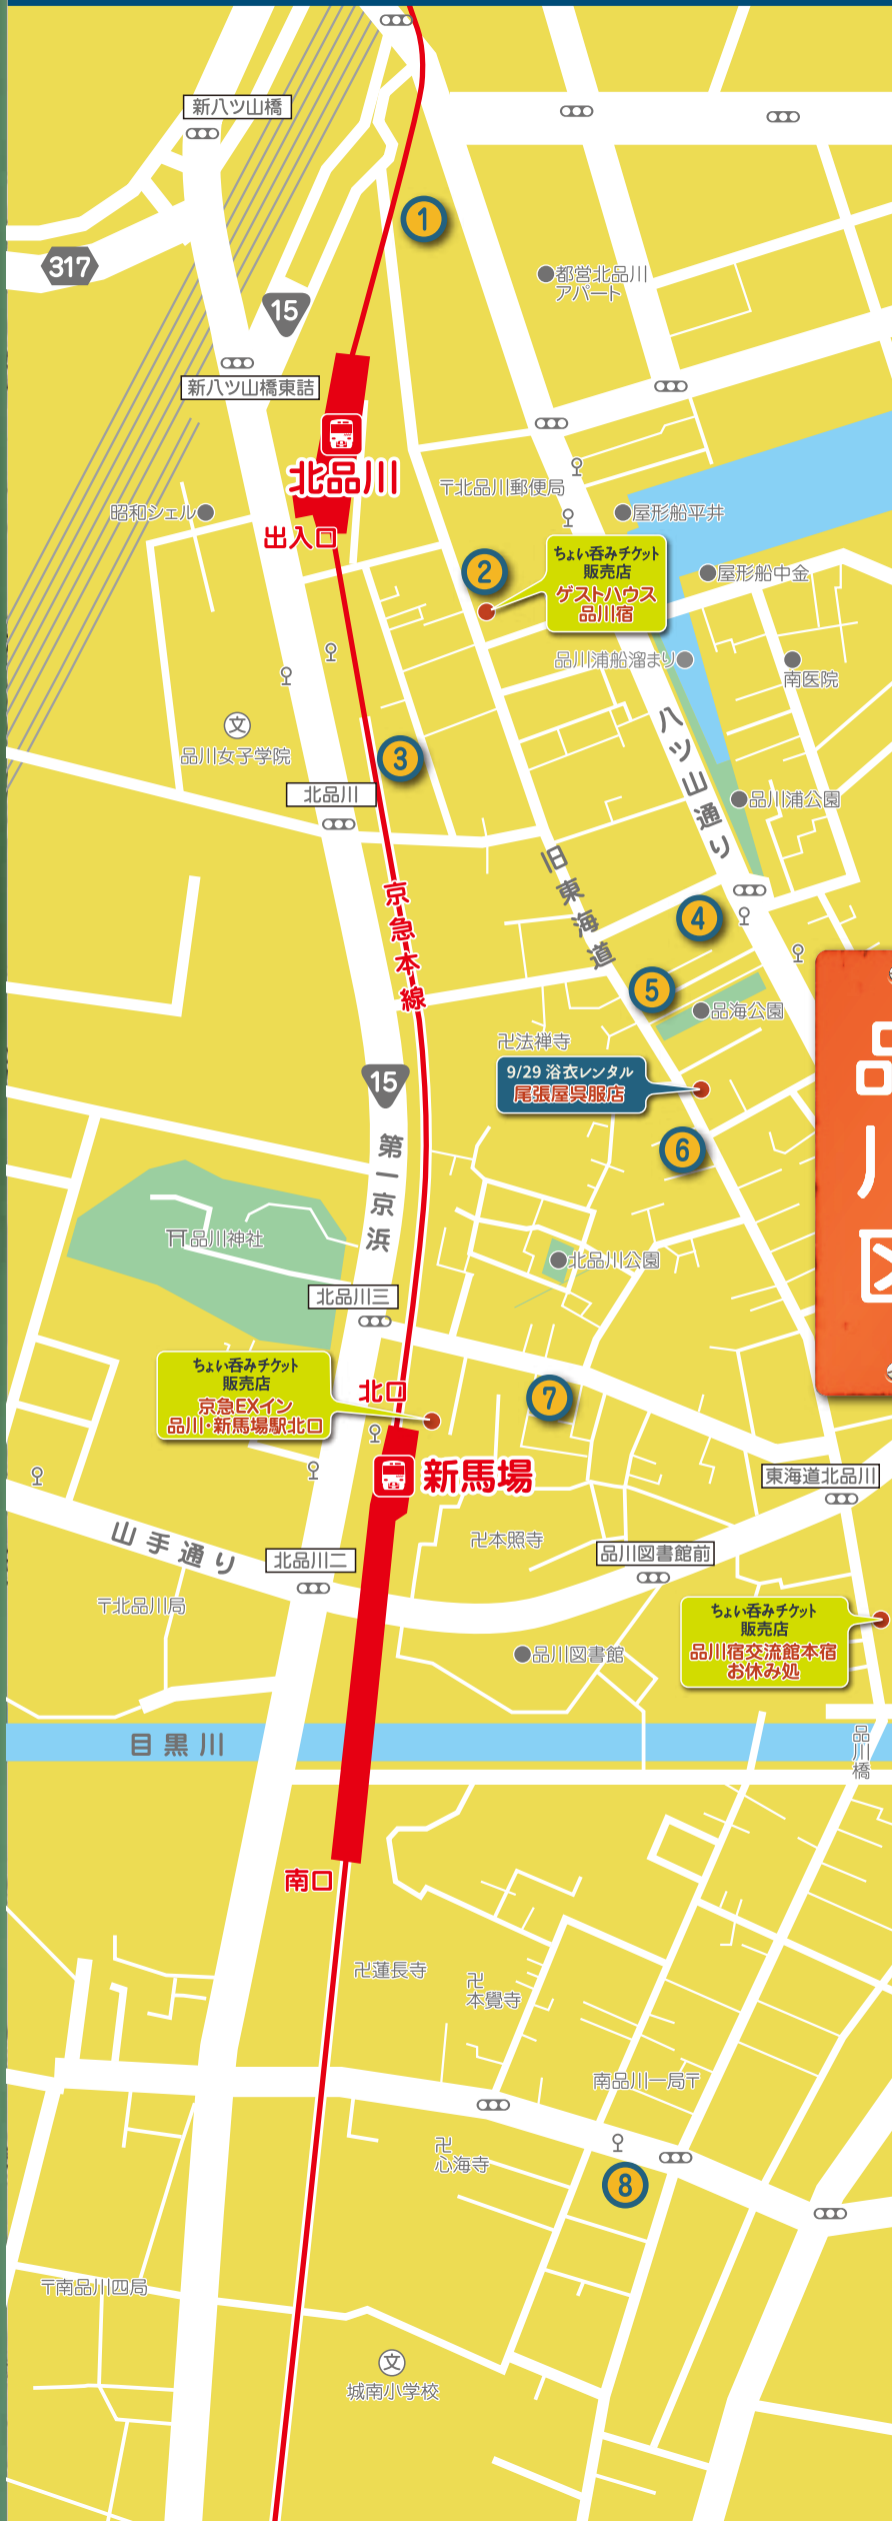 新八ツ山橋
317
1
都営北品川
アパート
15
新八ツ山橋東詰
北品川
〒北品川郵便局
昭和シェル
屋形船平井
出入口
ちょい呑みチケット
販売店
ゲストハウス
品川宿
2
屋形船中金
品川浦船溜まり
南医院
文
品川女子学院
八ツ山通り
3
北品川
品川浦公園
旧東海道
京急本線
4
5
品海公園
卍法禅寺
9/29 浴衣レンタル
尾張屋呉服店
品川区
15
第一京浜
6
品川神社
北品川公園
北品川三
ちょい呑みチケット
販売店
京急EXイン
品川・新馬場駅北口
北口
7
新馬場
東海道北品川
山手通り
北品川二
卍本照寺
品川図書館前
〒北品川局
ちょい呑みチケット
販売店
品川宿交流館本宿
お休み処
品川図書館
目黒川
品川橋
南口
卍蓮長寺
卍
本覺寺
南品川一局〒
卍
心海寺
8
〒南品川四局
文
城南小学校